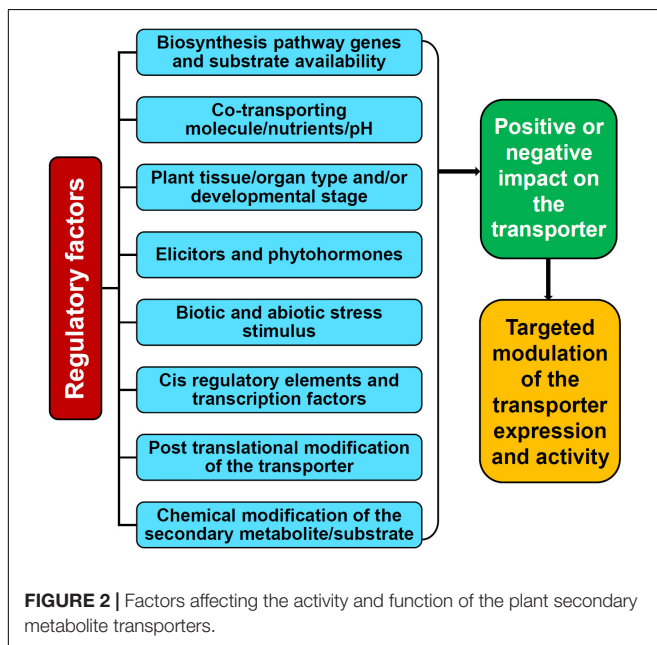 Regulatory factors
Biosynthesis pathway genes
and substrate availability
Co-transporting
molecule/nutrients/pH
Plant tissue/organ type and/or
developmental stage
Elicitors and phytohormones
Biotic and abiotic stress
stimulus
Cis regulatory elements and
transcription factors
Post translational modification
of the transporter
Chemical modification of the
secondary metabolite/substrate
Positive or
negative
impact on
the
transporter
Targeted
modulation
of the
transporter
expression
and activity
FIGURE 2 | Factors affecting the activity and function of the plant secondary
metabolite transporters.